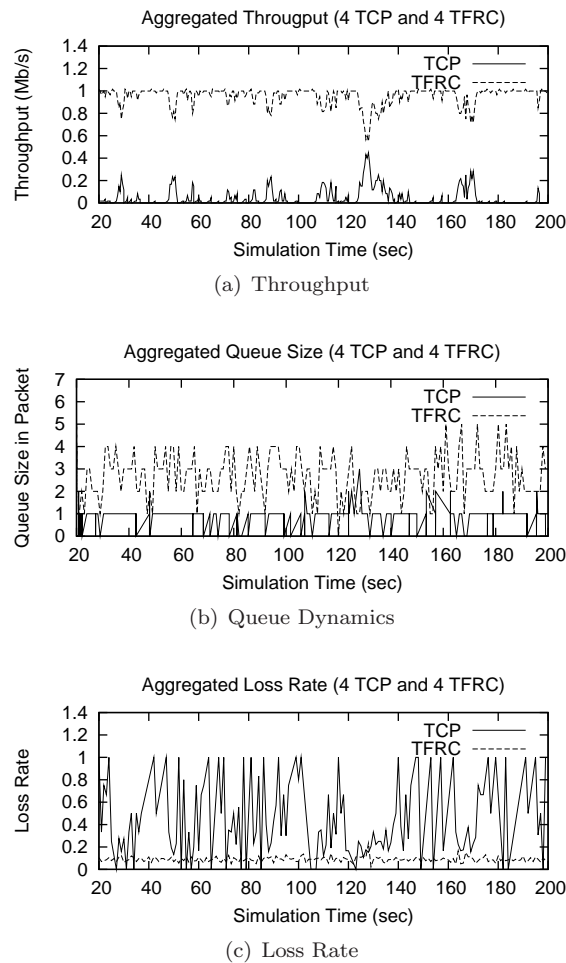 Aggregated Througput (4 TCP and 4 TFRC)
Throughput (Mb/s)
1.4
1.2
1
0.8
0.6
0.4
0.2
0
TCP
TFRC
20 40 60 80 100 120 140 160 180 200
Simulation Time (sec)
(a) Throughput
Aggregated Queue Size (4 TCP and 4 TFRC)
Queue Size in Packet
7
6
5
4
3
2
1
0
TCP
TFRC
20 40 60 80 100 120 140 160 180 200
Simulation Time (sec)
(b) Queue Dynamics
Aggregated Loss Rate (4 TCP and 4 TFRC)
Loss Rate
1.4
1.2
1
0.8
0.6
0.4
0.2
0
TCP
TFRC
20 40 60 80 100 120 140 160 180 200
Simulation Time (sec)
(c) Loss Rate